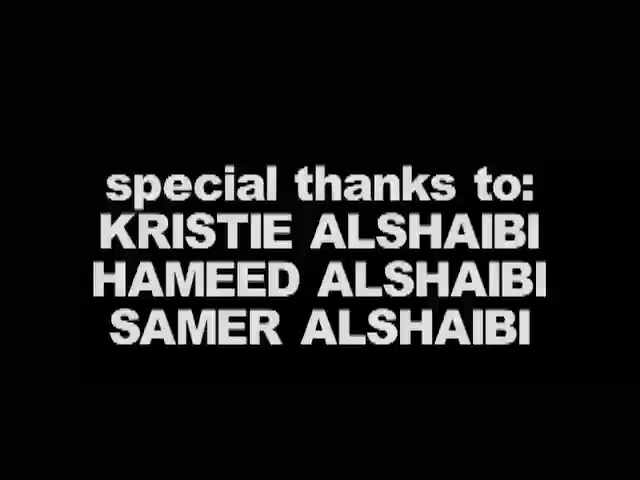 special thanks to:
KRISTIE ALSHAIBI
HAMEED ALSHAIBI
SAMER ALSHAIBI